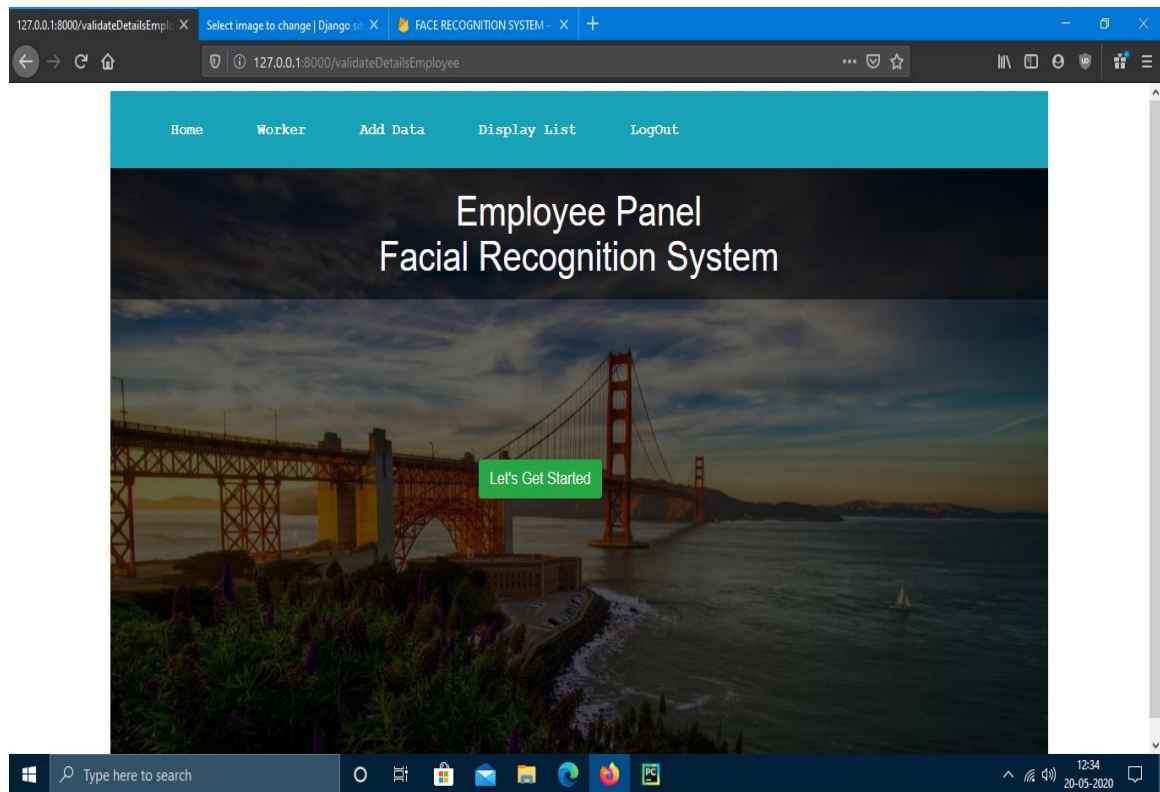 127.0.0.1:8000/validateDetailsEmplo
Select image to change | Django sit
FACE RECOGNITION SYSTEM –
127.0.0.1:8000/validateDetailsEmployee
Home Worker Add Data Display List LogOut
Employee Panel
Facial Recognition System
Let's Get Started
Type here to search
12:34
20-05-2020